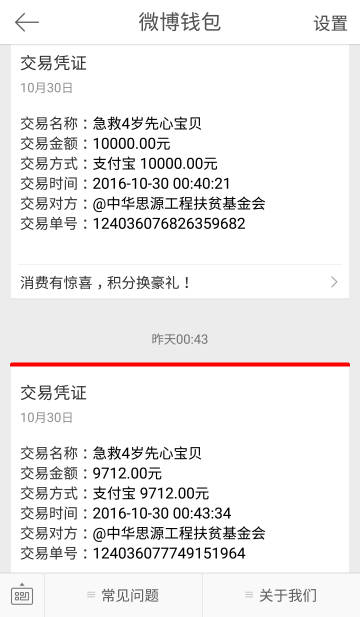 微博钱包
设置
交易凭证
10月30日
交易名称：急救4岁先心宝贝
交易金额：10000.00元
交易方式：支付宝 10000.00元
交易时间：2016-10-30 00:40:21
交易对方：@中华思源工程扶贫基金会
交易单号：124036076826359682
消费有惊喜，积分换豪礼！
昨天00:43
交易凭证
10月30日
交易名称：急救4岁先心宝贝
交易金额：9712.00元
交易方式：支付宝 9712.00元
交易时间：2016-10-30 00:43:34
交易对方：@中华思源工程扶贫基金会
交易单号：124036077749151964
常见问题
关于我们